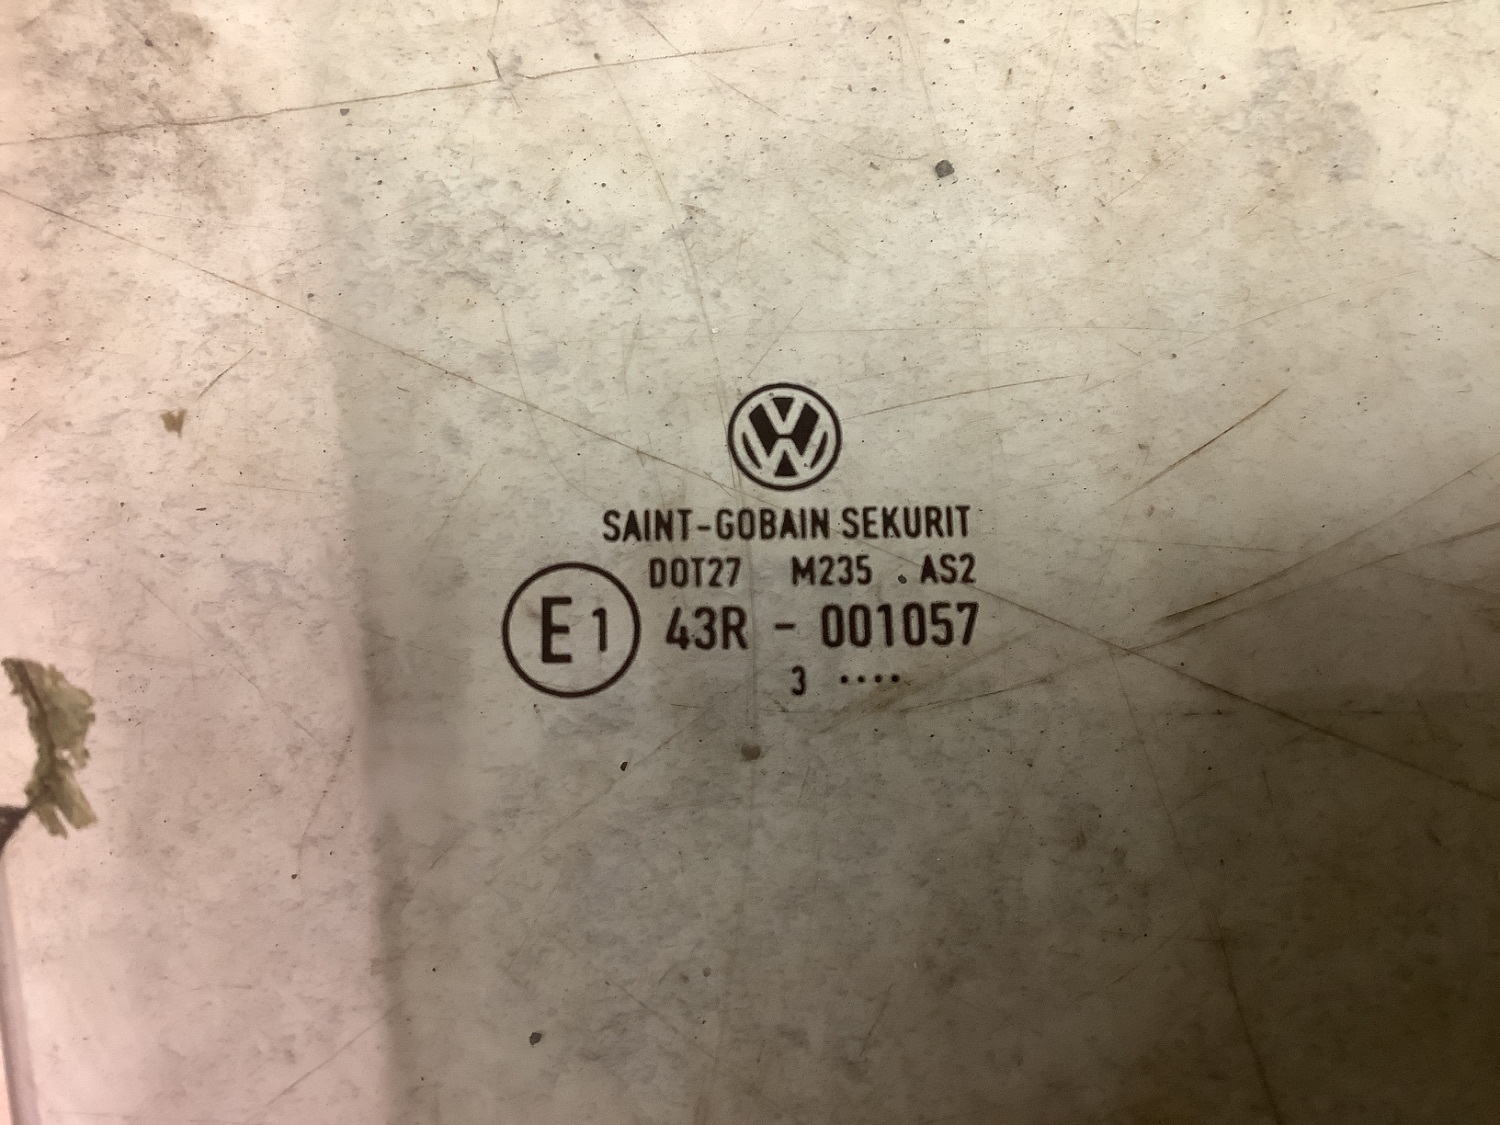 SAINT-GOBAIN SEKURIT
DOT27 M235 . AS2
E1 43R - 001057
3 ....